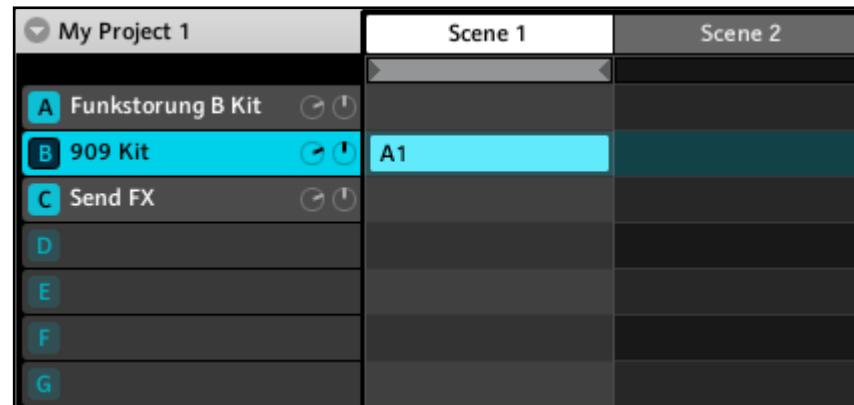 My Project 1 Scene 1 Scene 2
A Funkstorung B Kit
B 909 Kit A1
C Send FX
D
E
F
G